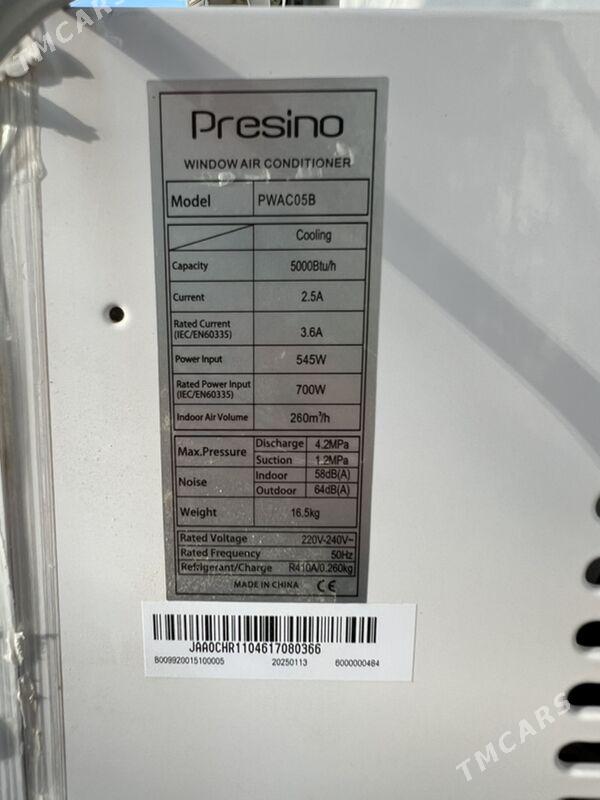 TMCARS
Presino
WINDOW AIR CONDITIONER
Model PWAC05B
Cooling
Capacity 5000Btu/h
Current 2.5A
Rated Current (IEC/EN60335) 3.6A
Power Input 545W
Rated Power Input (IEC/EN60335) 700W
Indoor Air Volume 260m³/h
Max.Pressure Discharge 4.2MPa
Suction 1.2MPa
Noise Indoor 58dB(A)
Outdoor 64dB(A)
Weight 16.5kg
Rated Voltage 220V-240V~
Rated Frequency 50Hz
Refrigerant/Charge R410A/0.260kg
MADE IN CHINA CE
JAAOCHR1104617080366
B009920015100005 20250113 6000000484
TMCARS